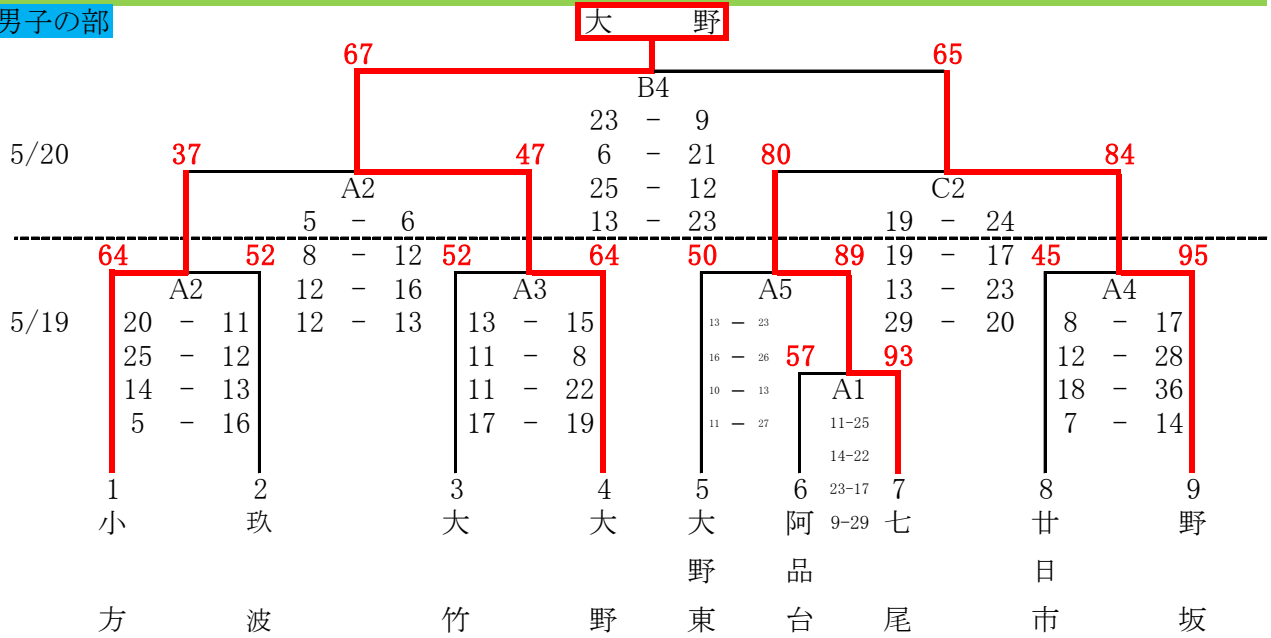 男子の部
大 野
67 65
B4
23 - 9
5/20 37 47 6 - 21 80 84
A2 25 - 12 C2
5 - 6 13 - 23 19 - 24
64 52 8 - 12 52 64 50 89 19 - 17 45 95
A2 12 - 16 A3 A5 13 - 23 A4
5/19 20 - 11 12 - 13 13 - 15 13 - 23 29 - 20 8 - 17
25 - 12 11 - 8 16 - 26 57 93 12 - 28
14 - 13 11 - 22 10 - 13 A1 18 - 36
5 - 16 17 - 19 11 - 27 11-25 7 - 14
14-22
1 2 3 4 5 6 23-17 7 8 9
9-29
小方
玖波
大竹
大野
大野東
阿品台
七尾
廿日市
野坂